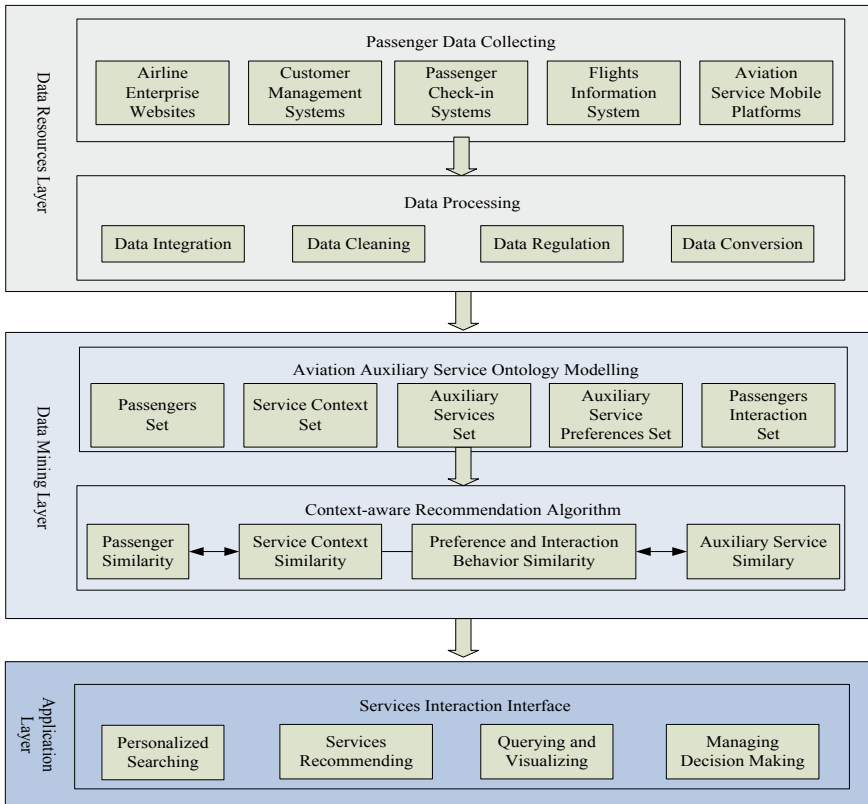 Data Resources Layer
Passenger Data Collecting
Airline
Enterprise
Websites
Customer
Management
Systems
Passenger
Check-in
Systems
Flights
Information
System
Aviation
Service Mobile
Platforms
Data Processing
Data Integration
Data Cleaning
Data Regulation
Data Conversion
Data Mining Layer
Aviation Auxiliary Service Ontology Modelling
Passengers
Set
Service Context
Set
Auxiliary
Services
Set
Auxiliary
Service
Preferences Set
Passengers
Interaction
Set
Context-aware Recommendation Algorithm
Passenger
Similarity
Service Context
Similarity
Preference and Interaction
Behavior Similarity
Auxiliary Service
Similary
Application
Layer
Services Interaction Interface
Personalized
Searching
Services
Recommending
Querying and
Visualizing
Managing
Decision Making